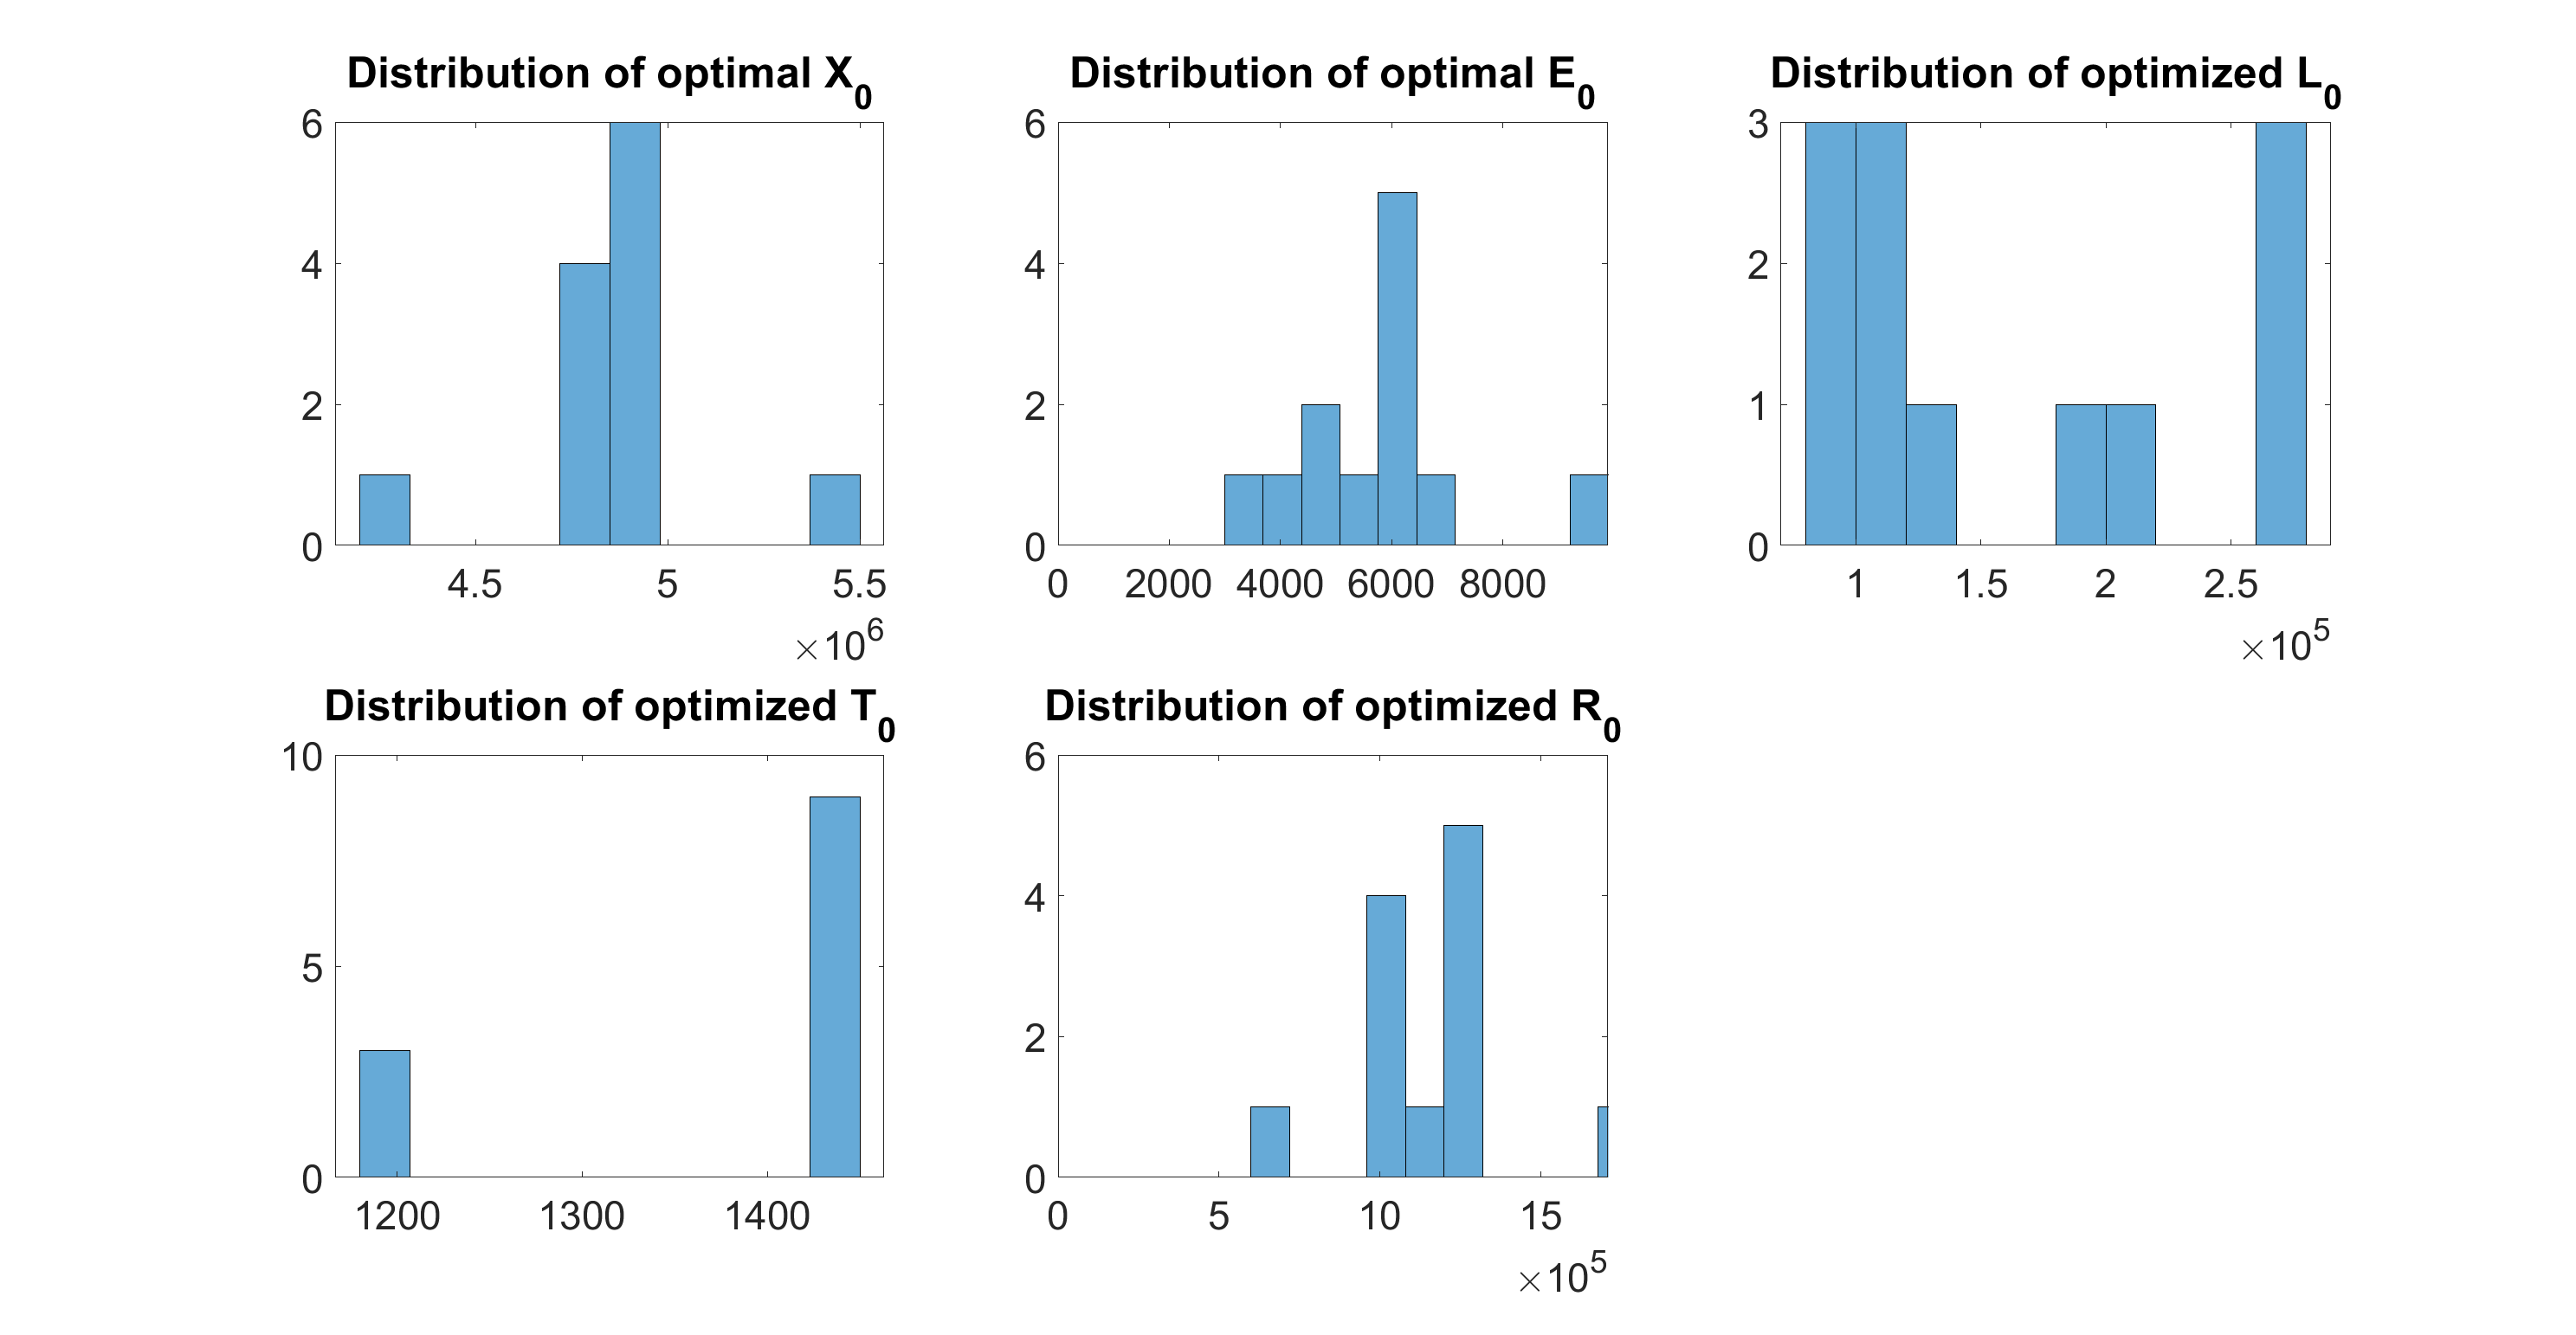 Distribution of optimal X0
6
4
2
0
4.5 5 5.5
×10^6
Distribution of optimal E0
6
4
2
0
0 2000 4000 6000 8000
Distribution of optimized L0
3
2
1
0
1 1.5 2 2.5
×10^5
Distribution of optimized T0
10
5
0
1200 1300 1400
Distribution of optimized R0
6
4
2
0
0 5 10 15
×10^5